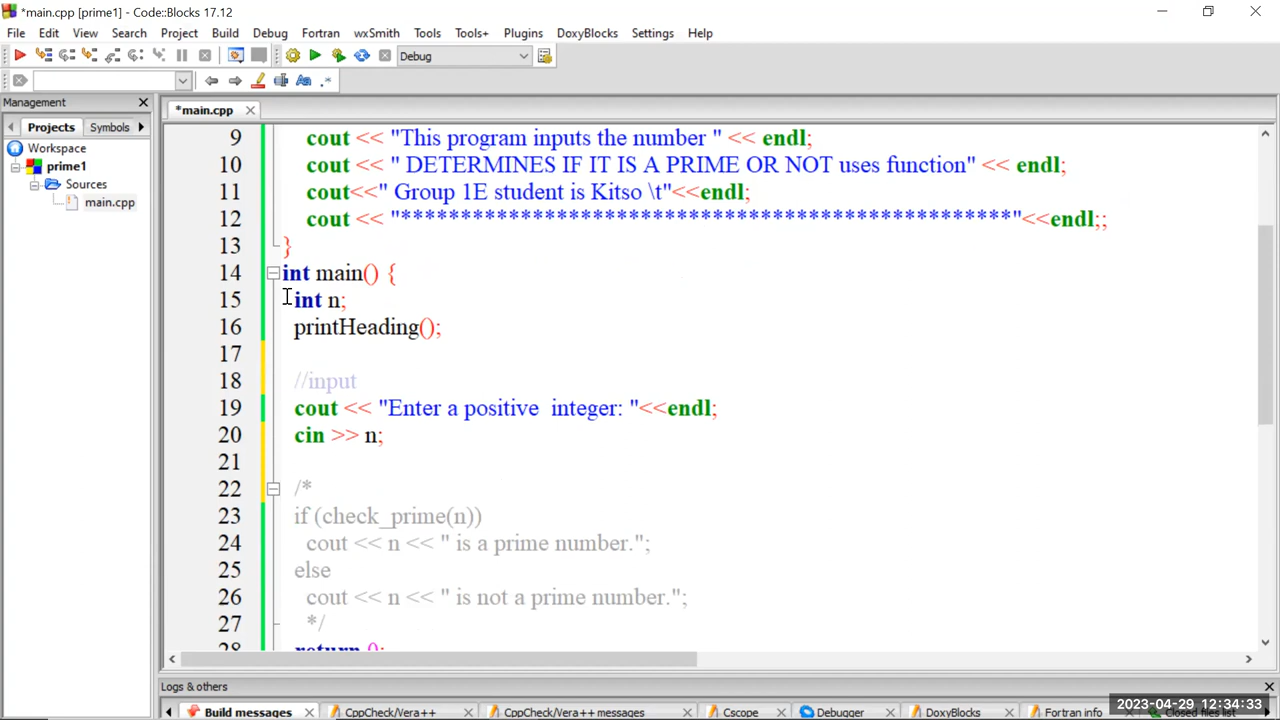 *main.cpp [prime1] - Code::Blocks 17.12
File Edit View Search Project Build Debug Fortran wxSmith Tools Tools+ Plugins DoxyBlocks Settings Help
Debug
Management
*main.cpp
Projects Symbols
Workspace
prime1
Sources
main.cpp
9 cout << "This program inputs the number " << endl;
10 cout << " DETERMINES IF IT IS A PRIME OR NOT uses function" << endl;
11 cout<<" Group 1E student is Kitso \t"<<endl;
12 cout << "****************************************************"<<endl;;
13 }
14 int main() {
15 int n;
16 printHeading();
17
18 //input
19 cout << "Enter a positive  integer: "<<endl;
20 cin >> n;
21
22 /*
23 if (check_prime(n))
24 cout << n << " is a prime number.";
25 else
26 cout << n << " is not a prime number.";
27 */
28 return 0;
Logs & others
Build messages CppCheck/Vera++ CppCheck/Vera++ messages Cscope Debugger DoxyBlocks Fortran info Closed files list
2023-04-29 12:34:33